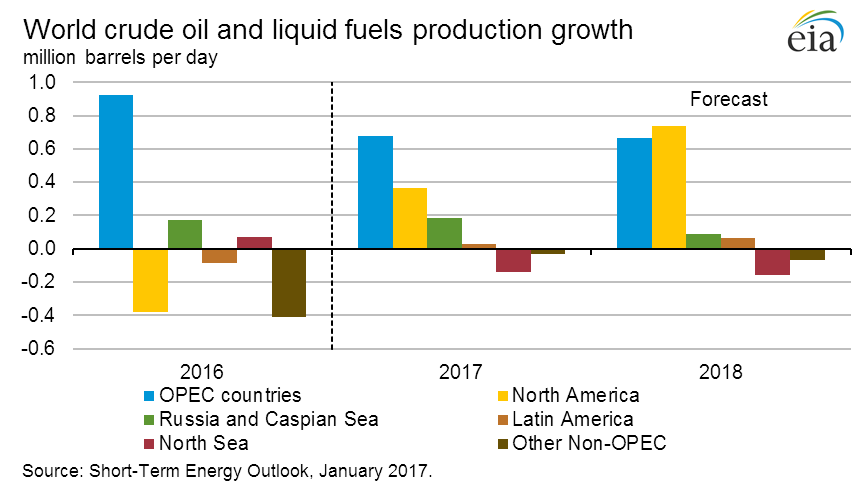 World crude oil and liquid fuels production growth
million barrels per day
eia
1.0
0.8
0.6
0.4
0.2
0.0
-0.2
-0.4
-0.6
Forecast
2016 2017 2018
OPEC countries North America
Russia and Caspian Sea Latin America
North Sea Other Non-OPEC
Source: Short-Term Energy Outlook, January 2017.